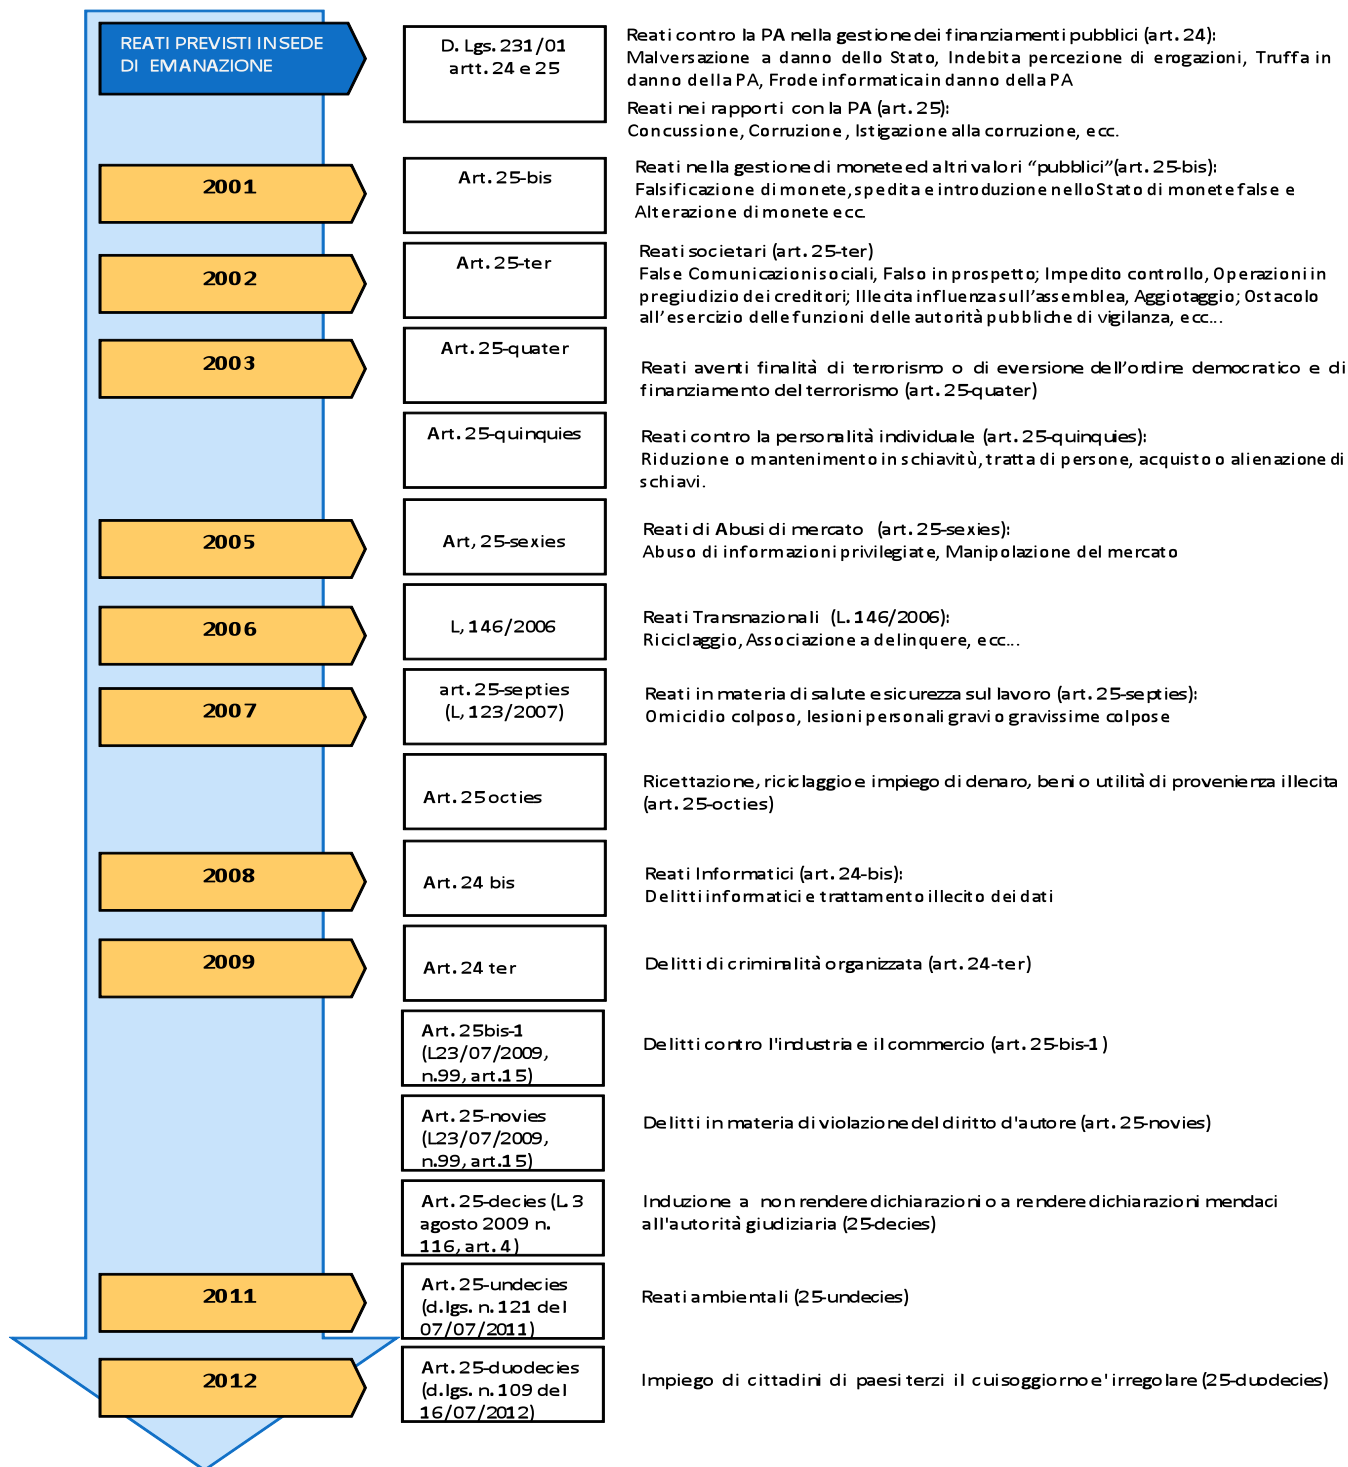 REATI PREVISTI IN SEDE
DI EMANAZIONE
D. Lgs. 231/01
artt. 24 e 25
Reati contro la PA nella gestione dei finanziamenti pubblici (art. 24):
Malversazione a danno dello Stato, Indebita percezione di erogazioni, Truffa in
danno della PA, Frode informatica in danno della PA
Reati nei rapporti con la PA (art. 25):
Concussione, Corruzione, Istigazione alla corruzione, ecc.
2001
Art. 25-bis
Reati nella gestione di monete ed altri valori “pubblici”(art. 25-bis):
Falsificazione di monete, spedita e introduzione nello Stato di monete false e
Alterazione di monete ecc.
2002
Art. 25-ter
Reati societari (art. 25-ter)
False Comunicazioni sociali, Falso in prospetto; Impedito controllo, Operazioni in
pregiudizio dei creditori; Illecita influenza sull’assemblea, Aggiotaggio; Ostacolo
all’esercizio delle funzioni delle autorità pubbliche di vigilanza, ecc...
2003
Art. 25-quater
Reati aventi finalità di terrorismo o di eversione dell’ordine democratico e di
finanziamento del terrorismo (art. 25-quater)
Art. 25-quinquies
Reati contro la personalità individuale (art. 25-quinquies):
Riduzione o mantenimento in schiavitù, tratta di persone, acquisto o alienazione di
schiavi.
2005
Art, 25-sexies
Reati di Abusi di mercato (art. 25-sexies):
Abuso di informazioni privilegiate, Manipolazione del mercato
2006
L, 146/2006
Reati Transnazionali (L. 146/2006):
Riciclaggio, Associazione a delinquere, ecc...
2007
art. 25-septies
(L, 123/2007)
Reati in materia di salute e sicurezza sul lavoro (art. 25-septies):
Omicidio colposo, lesioni personali gravi o gravissime colpose
Art. 25 octies
Ricettazione, riciclaggio e impiego di denaro, beni o utilità di provenienza illecita
(art. 25-octies)
2008
Art. 24 bis
Reati Informatici (art. 24-bis):
Delitti informatici e trattamento illecito dei dati
2009
Art. 24 ter
Delitti di criminalità organizzata (art. 24-ter)
Art. 25bis-1
(L23/07/2009,
n.99, art.15)
Delitti contro l'industria e il commercio (art. 25-bis-1)
Art. 25-novies
(L23/07/2009,
n.99, art.15)
Delitti in materia di violazione del diritto d'autore (art. 25-novies)
Art. 25-decies (L. 3
agosto 2009 n.
116, art. 4)
Induzione a non rendere dichiarazioni o a rendere dichiarazioni mendaci
all'autorità giudiziaria (25-decies)
2011
Art. 25-undecies
(d.lgs. n. 121 del
07/07/2011)
Reati ambientali (25-undecies)
2012
Art. 25-duodecies
(d.lgs. n. 109 del
16/07/2012)
Impiego di cittadini di paesi terzi il cui soggiorno e' irregolare (25-duodecies)